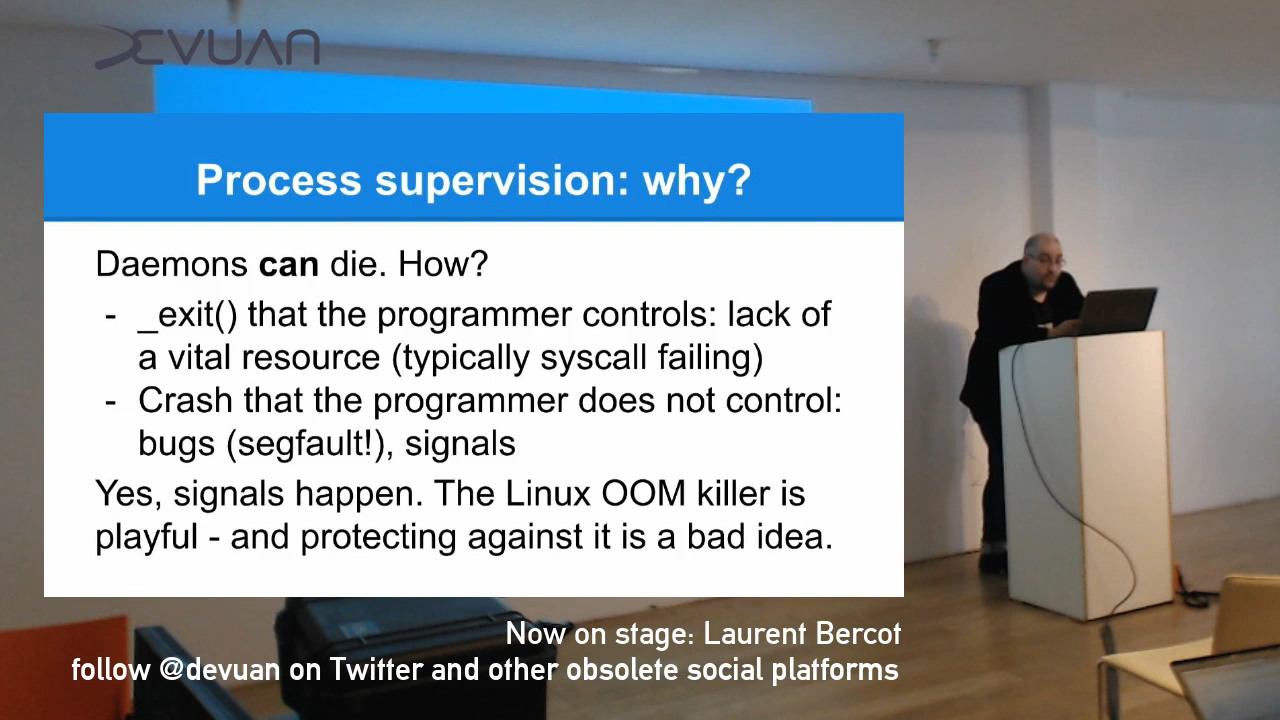 DEVUAN
Process supervision: why?
Daemons can die. How?
- _exit() that the programmer controls: lack of
a vital resource (typically syscall failing)
- Crash that the programmer does not control:
bugs (segfault!), signals
Yes, signals happen. The Linux OOM killer is
playful - and protecting against it is a bad idea.
Now on stage: Laurent Bercot
follow @devuan on Twitter and other obsolete social platforms